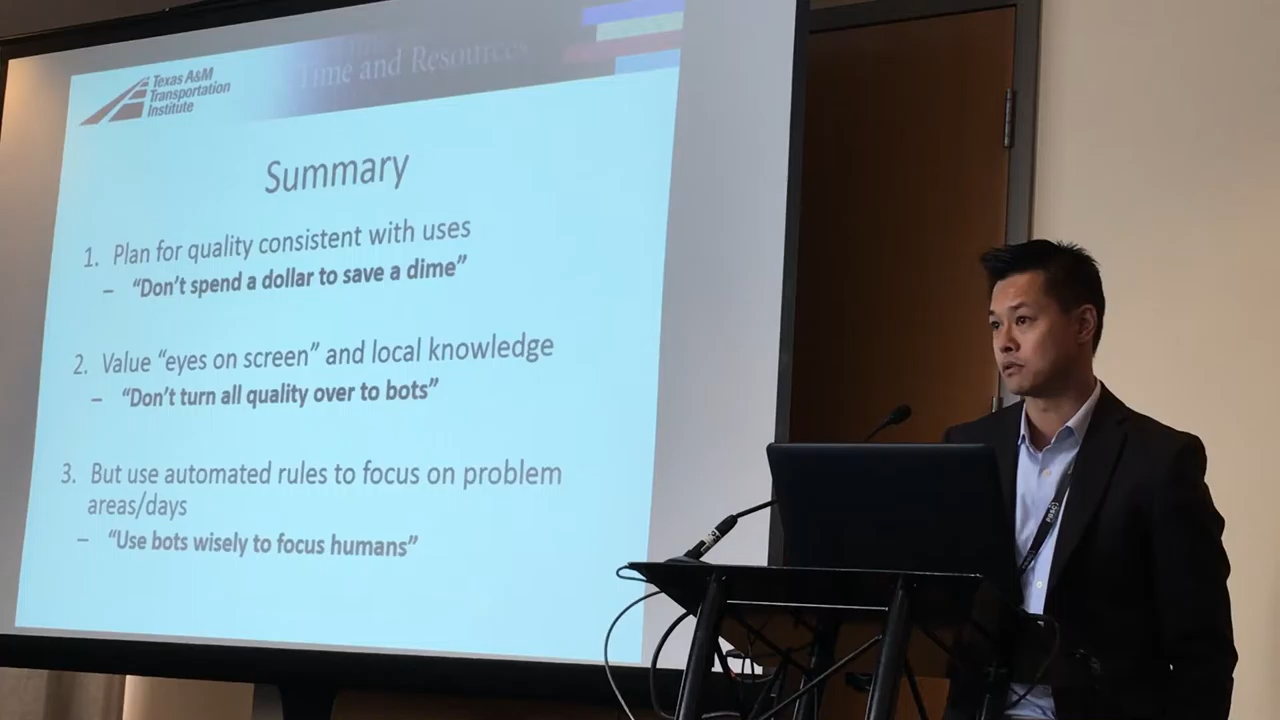 Texas A&M
Transportation
Institute
Time and Resources
Summary
1. Plan for quality consistent with uses
– “Don’t spend a dollar to save a dime”
2. Value “eyes on screen” and local knowledge
– “Don’t turn all quality over to bots”
3. But use automated rules to focus on problem
areas/days
– “Use bots wisely to focus humans”